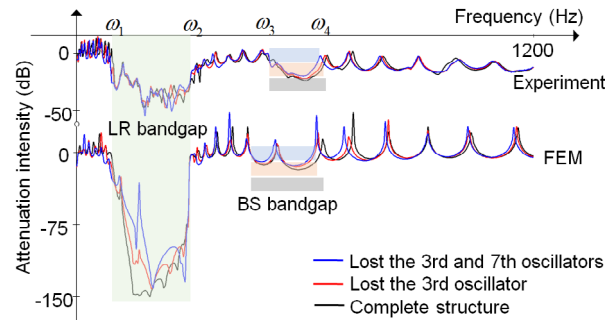 ω1 ω2 ω3 ω4 Frequency (Hz)
0
1200
Experiment
-50
LR bandgap
Attenuation intensity (dB)
0
FEM
-75
BS bandgap
Lost the 3rd and 7th oscillators
Lost the 3rd oscillator
-150
Complete structure